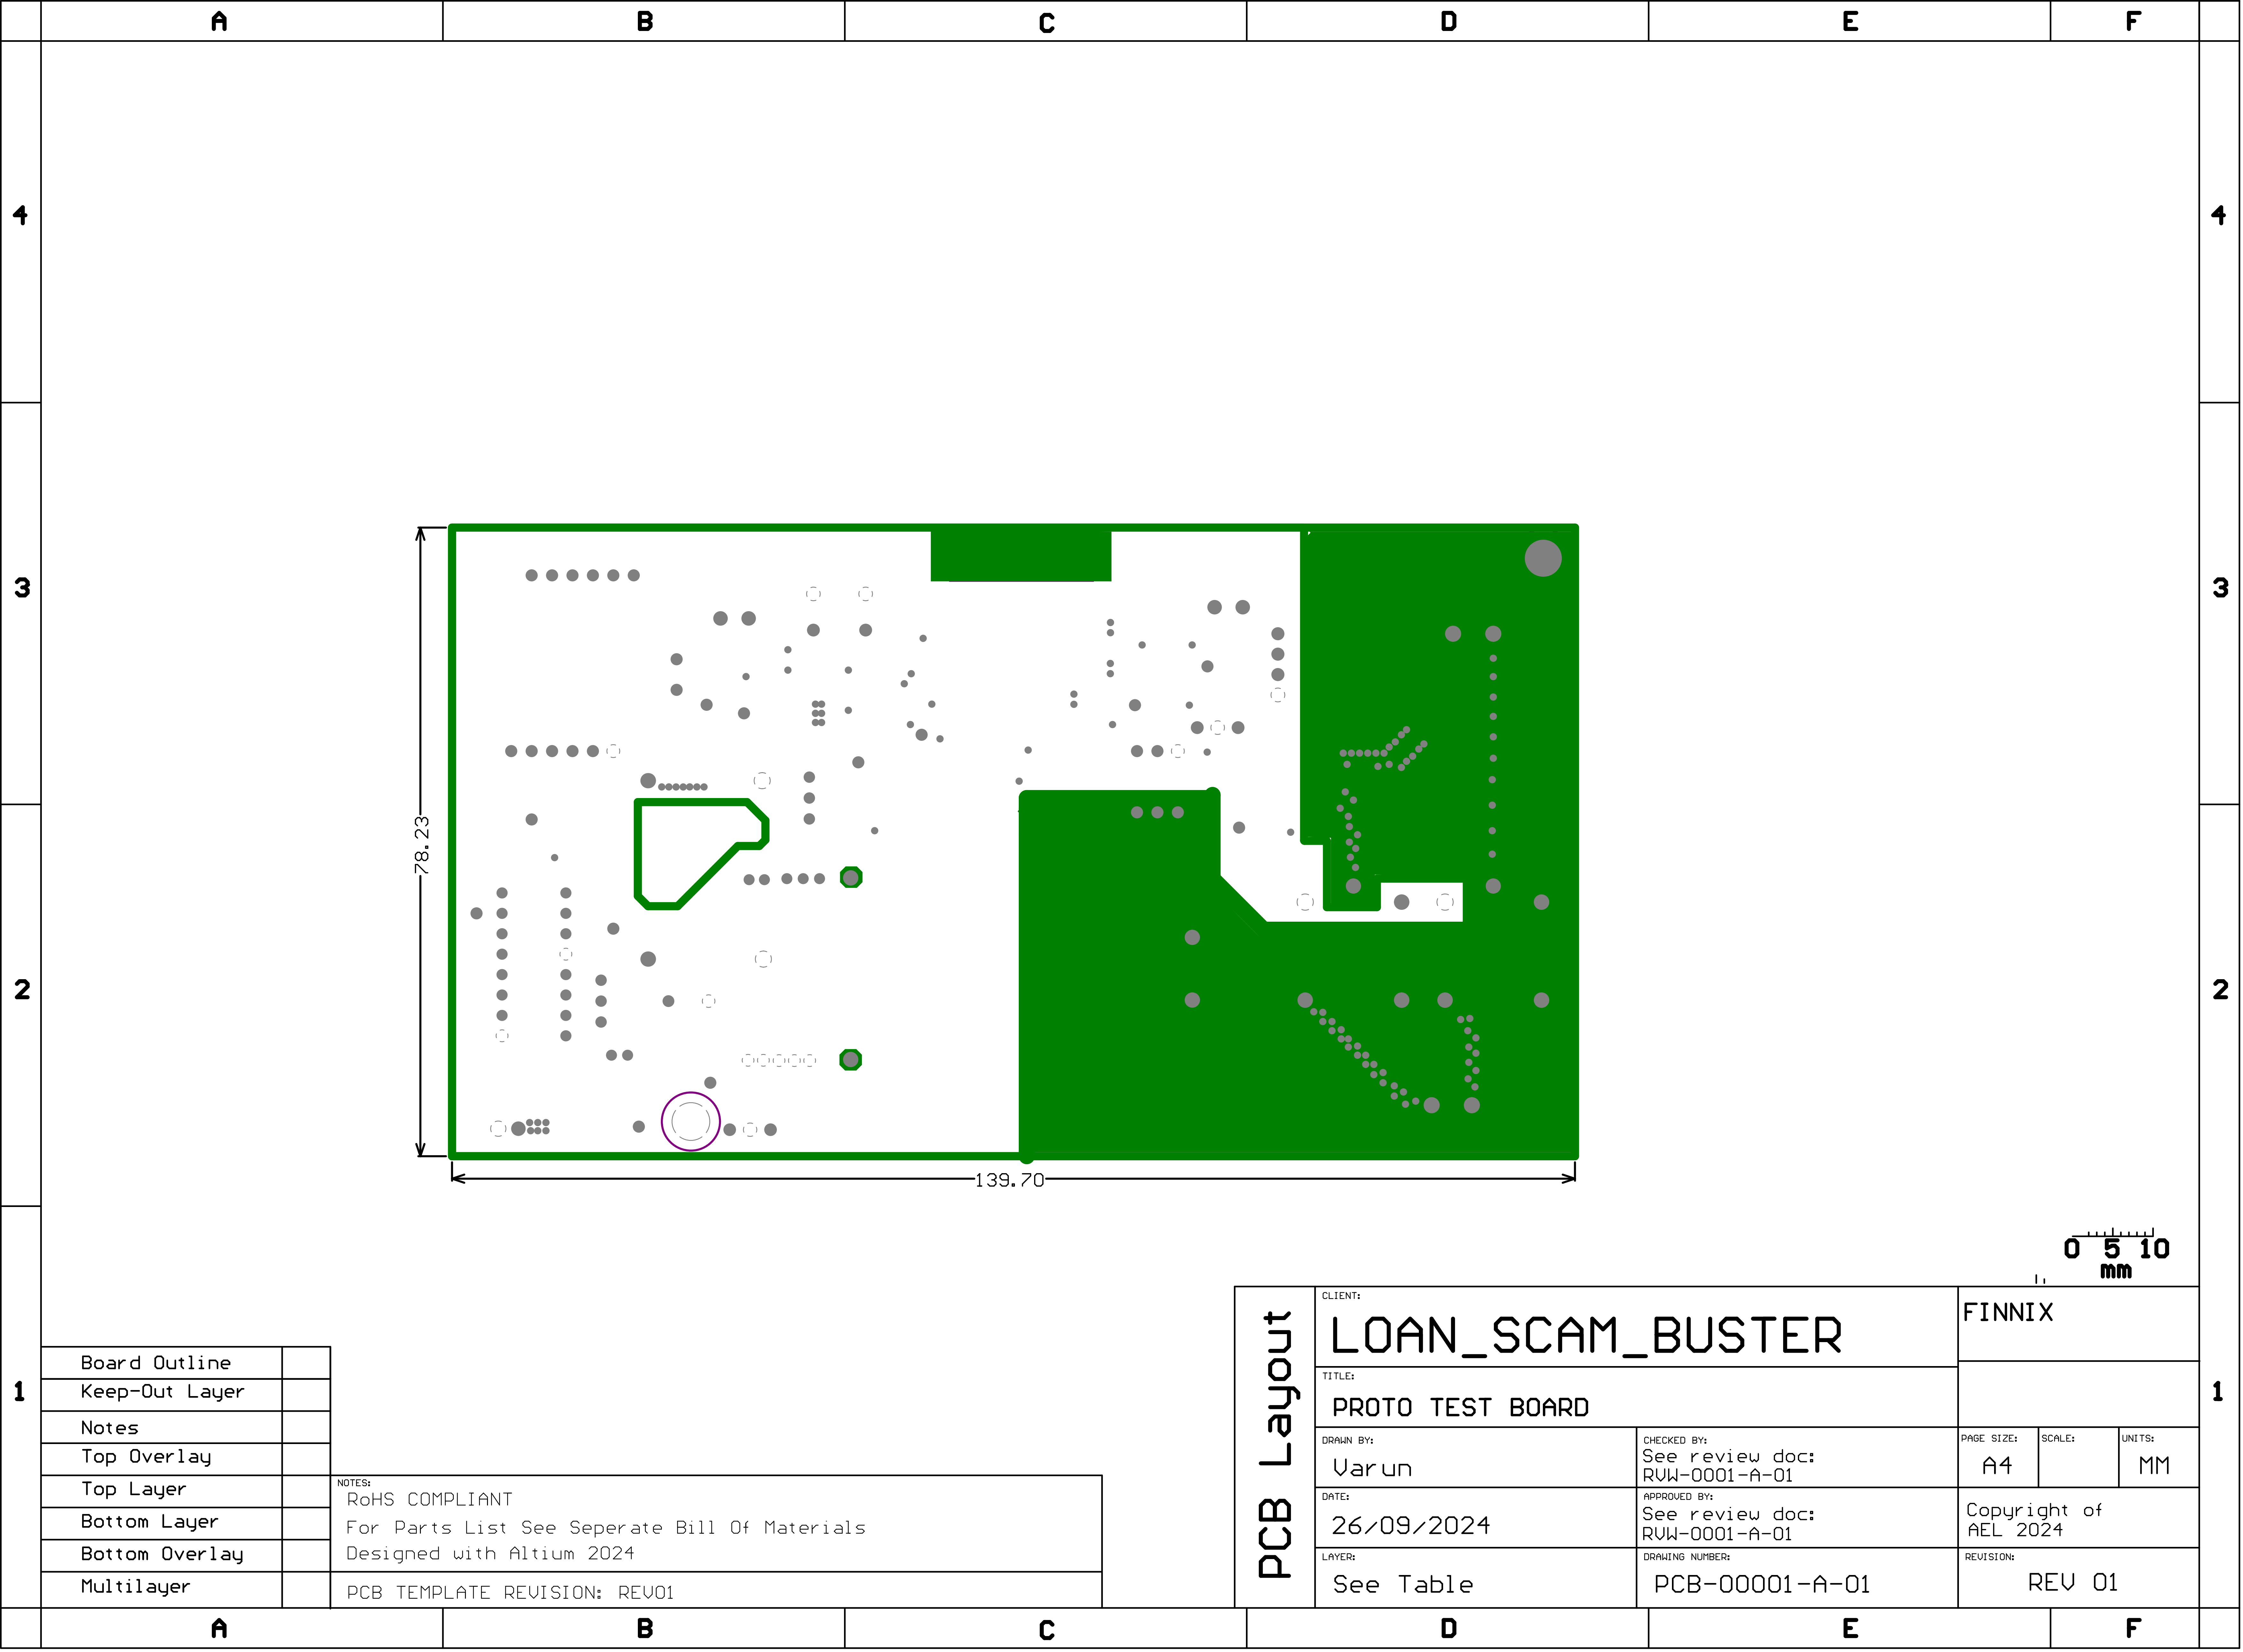 A B C D E F
4 4
3 3
78.23
2 2
139.70
0 5 10
mm
1 1
Board Outline
Keep-Out Layer
Notes
Top Overlay
Top Layer
Bottom Layer
Bottom Overlay
Multilayer
NOTES:
RoHS COMPLIANT
For Parts List See Seperate Bill Of Materials
Designed with Altium 2024
PCB TEMPLATE REVISION: REV01
PCB Layout
CLIENT:
LOAN_SCAM_BUSTER
FINNIX
TITLE:
PROTO TEST BOARD
DRAWN BY:
Varun
CHECKED BY:
See review doc:
RVW-0001-A-01
PAGE SIZE:
A4
SCALE:
UNITS:
MM
DATE:
26/09/2024
APPROVED BY:
See review doc:
RVW-0001-A-01
Copyright of
AEL 2024
LAYER:
See Table
DRAWING NUMBER:
PCB-00001-A-01
REVISION:
REV 01
A B C D E F